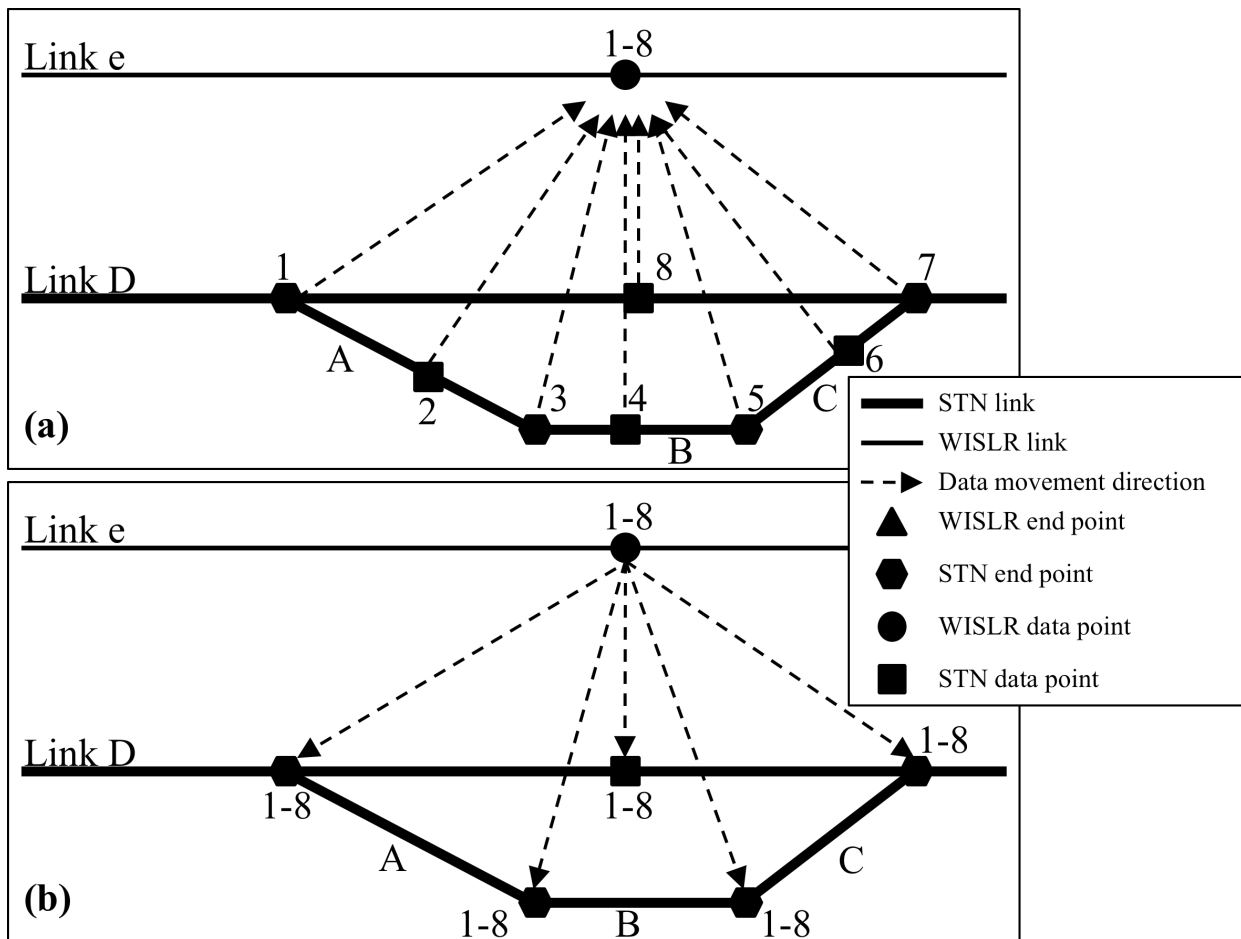 1-8
Link e
1
8
7
Link D
A
2
3
4
5
6
C
B
(a)
STN link
WISLR link
Data movement direction
WISLR end point
STN end point
WISLR data point
STN data point
1-8
Link e
Link D
1-8
1-8
1-8
A
C
(b)
1-8
B
1-8